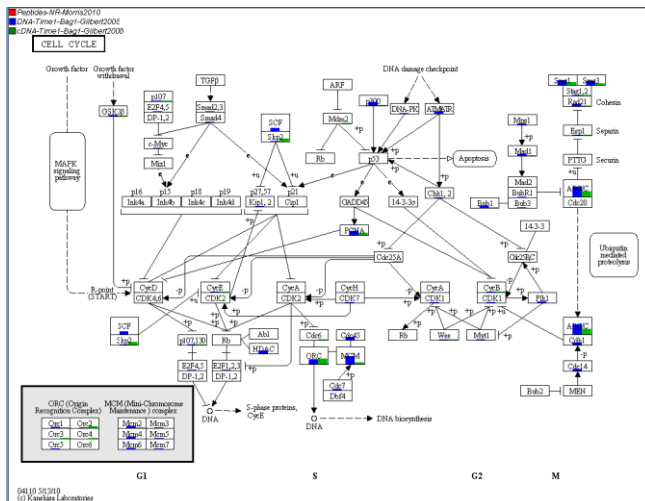 Peptides-NR-Morris2010
DNA-Time1-Bag1-Gilbert2008
cDNA-Time1-Bag1-Gilbert2008
CELL CYCLE
Growth factor
Growth factor
withdrawal
TGFβ
ARF
DNA damage checkpoint
p107
E2F4,5
DP-1,2
GSK3β
Smad2,3
Smad4
SCF
Skp2
Mdm2
p300
DNA-PK
ATMATR
Mps1
Mad1
Smc1
Smc3
Stag1,2
Rad21
Cohesin
Esp1
Separin
PTTG
Securin
c-Myc
Miz1
Rb
p53
Apoptosis
MAPK
signaling
pathway
p16
p15
p18
p19
p27,57
p21
Ink4a
Ink4b
Ink4c
Ink4d
Kip1, 2
Cip1
GADD45
14-3-3σ
Chk1, 2
Mad2
BubR1
Bub1
Bub3
APC/C
Cdc20
PCNA
14-3-3
Cdc25A
Cdc25B,C
Ubiquitin
mediated
proteolysis
R-point
(START)
CycD
CDK4,6
CycE
CDK2
CycA
CDK2
CycH
CDK7
CycA
CDK1
CycB
CDK1
Plk1
SCF
Skp2
p107,130
Rb
Abl
HDAC
Cdc6
Cdc45
ORC
MCM
Rb
Wee
Myt1
APC/C
Cdh1
Cdc14
Bub2
MEN
E2F4,5
DP-1,2
E2F1,2,3
DP-1,2
Cdc7
Dbf4
DNA
S-phase proteins,
CycE
DNA
DNA biosynthesis
ORC (Origin
Recognition Complex)
MCM (Mini-Chromosome
Maintenance) complex
Orc1
Orc2
Mcm2
Mcm3
Orc3
Orc4
Mcm4
Mcm5
Orc5
Orc6
Mcm6
Mcm7
G1
S
G2
M
04110 5/13/10
(c) Kanehisa Laboratories